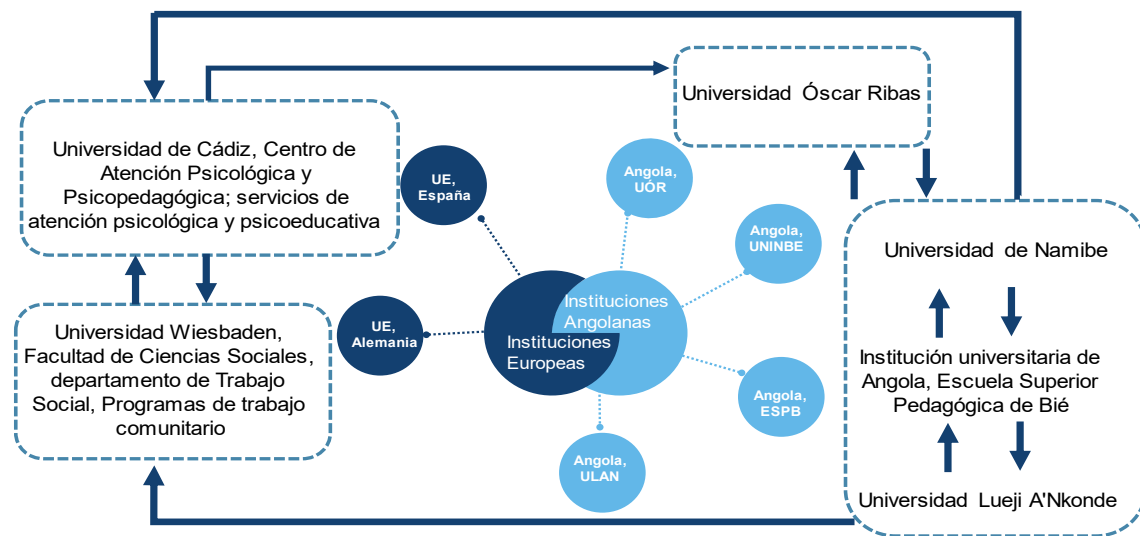 Universidad Óscar Ribas
Universidad de Cádiz, Centro de
Atención Psicológica y
Psicopedagógica; servicios de
atención psicológica y psicoeducativa
UE,
España
Angola,
UÓR
Angola,
UNINBE
Universidad de Namibe
Instituciones
Angolanas
Instituciones
Europeas
UE,
Alemania
Universidad Wiesbaden,
Facultad de Ciencias Sociales,
departamento de Trabajo
Social, Programas de trabajo
comunitario
Institución universitaria de
Angola, Escuela Superior
Pedagógica de Bié
Angola,
ESPB
Angola,
ULAN
Universidad Lueji A'Nkonde